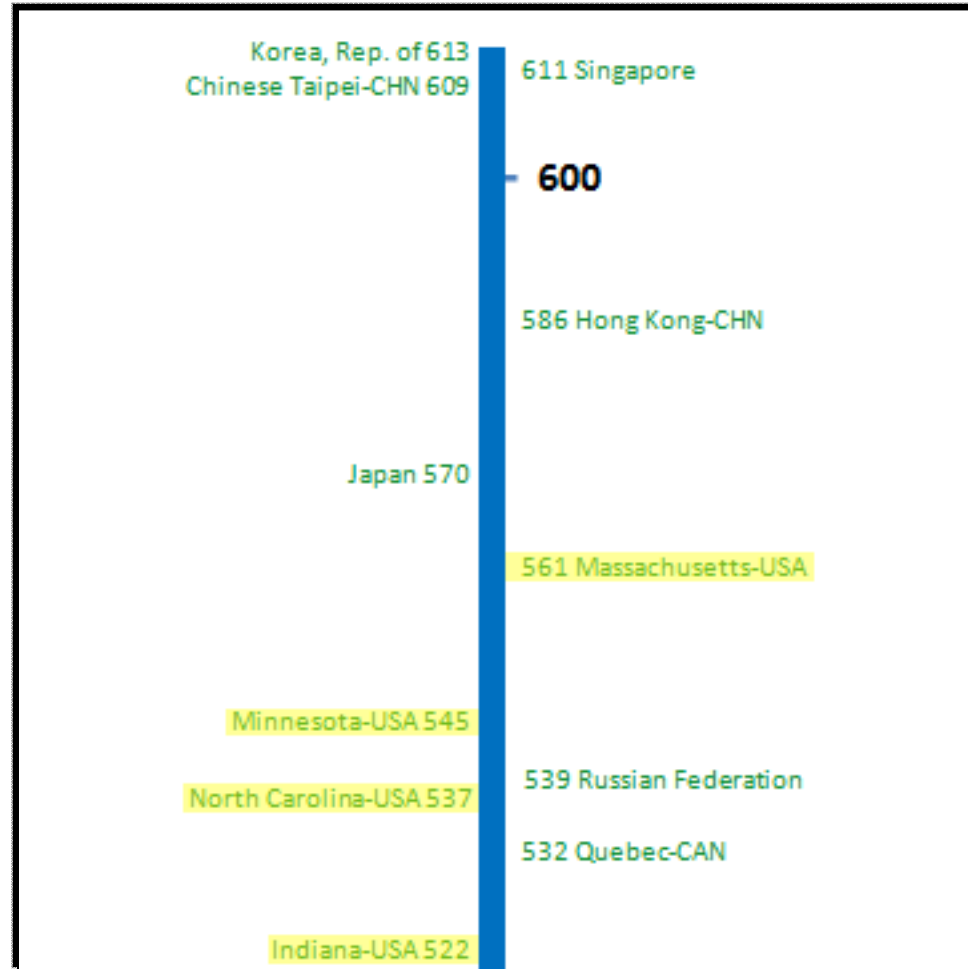 Korea, Rep. of 613
611 Singapore
Chinese Taipei-CHN 609
600
586 Hong Kong-CHN
Japan 570
561 Massachusetts-USA
Minnesota-USA 545
539 Russian Federation
North Carolina-USA 537
532 Quebec-CAN
Indiana-USA 522